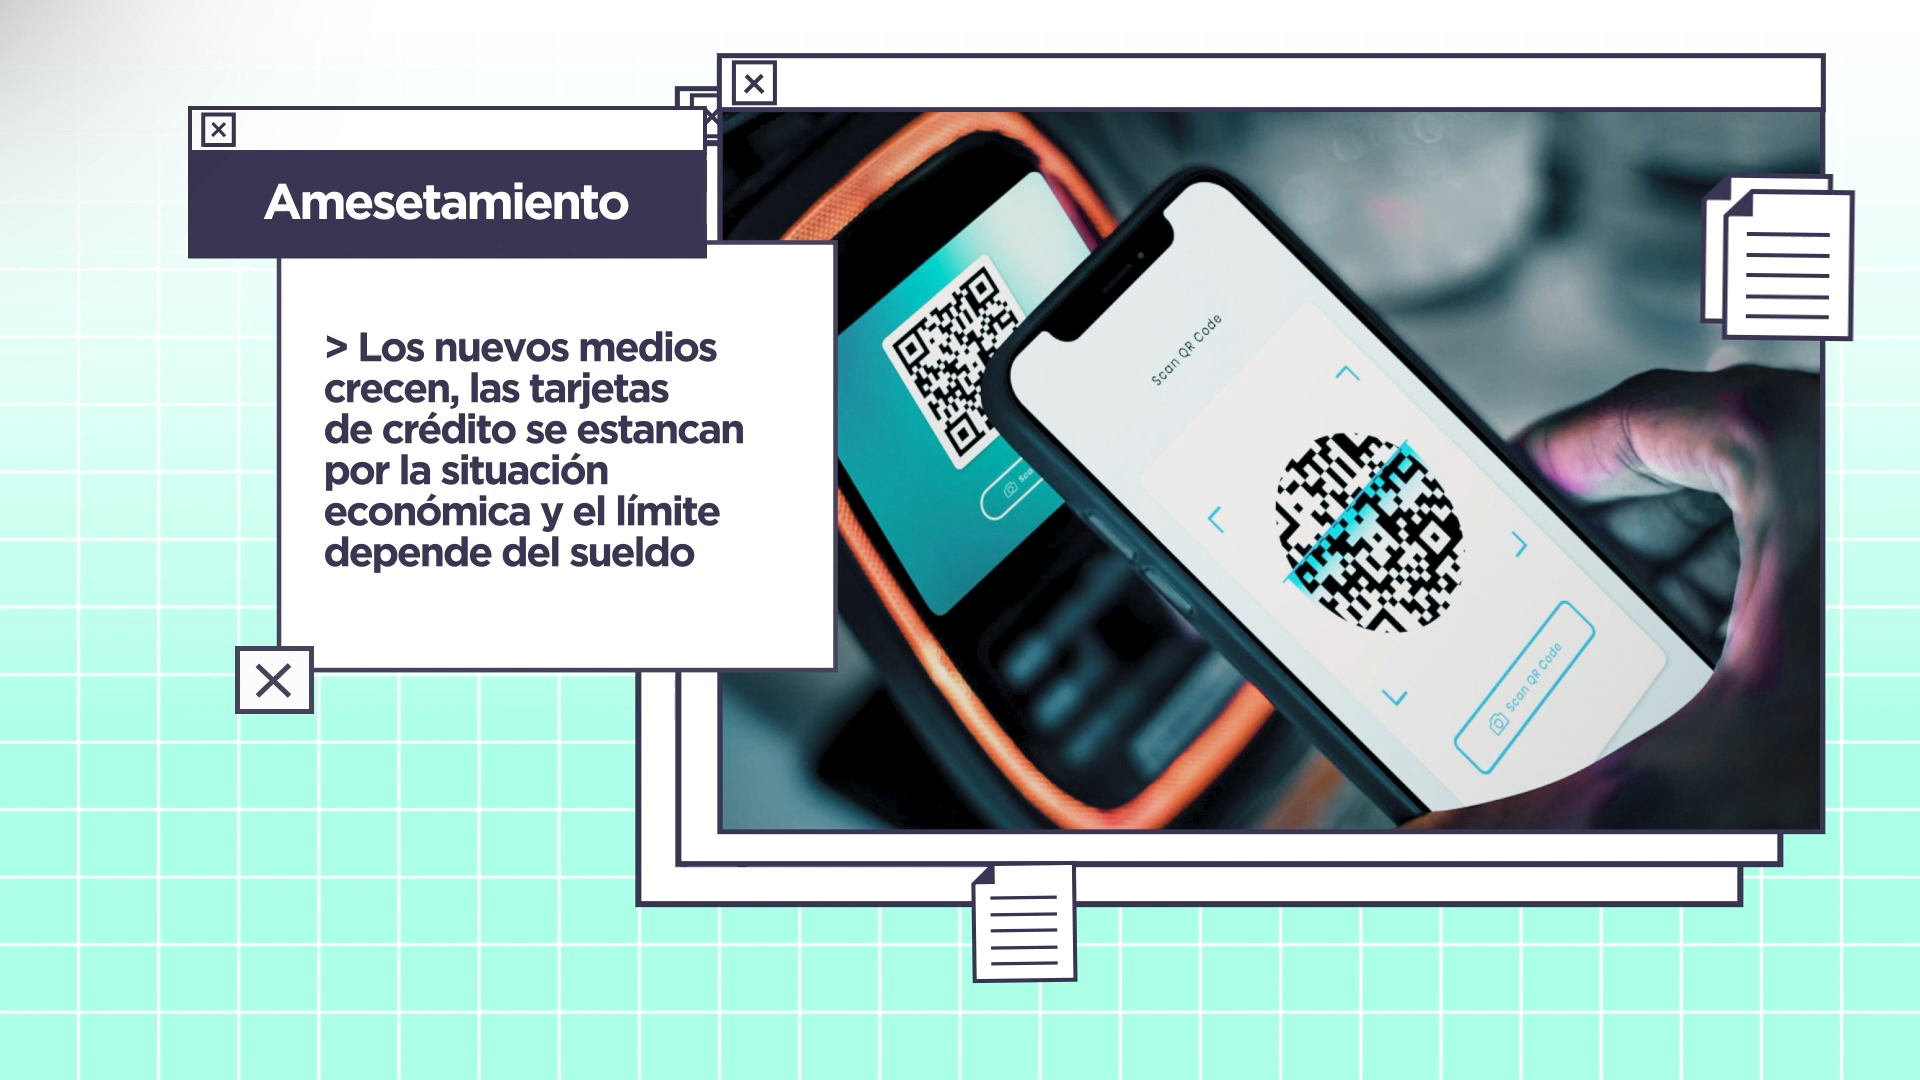 Amesetamiento
> Los nuevos medios
crecen, las tarjetas
de crédito se estancan
por la situación
económica y el límite
depende del sueldo
Scan QR Code
Scan QR Code